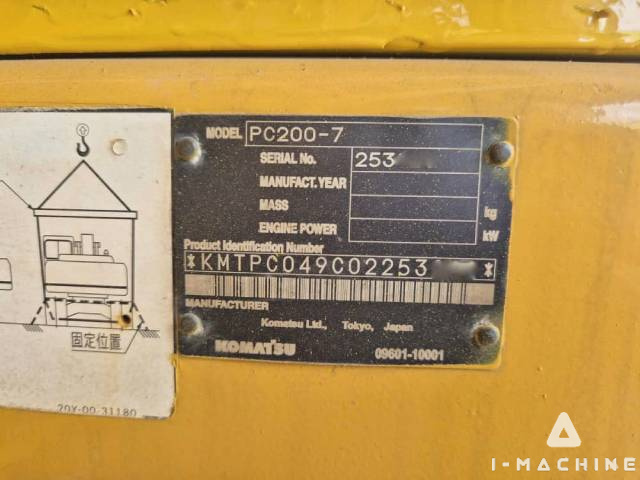 MODEL PC200-7
SERIAL No. 253
MANUFACT.YEAR
MASS kg
ENGINE POWER kW
Product Identification Number
*KMTPC049C02253 *
MANUFACTURER
Komatsu Ltd., Tokyo, Japan
KOMATSU 09601-10001
固定位置
20Y-00-31180
I-MACHINE